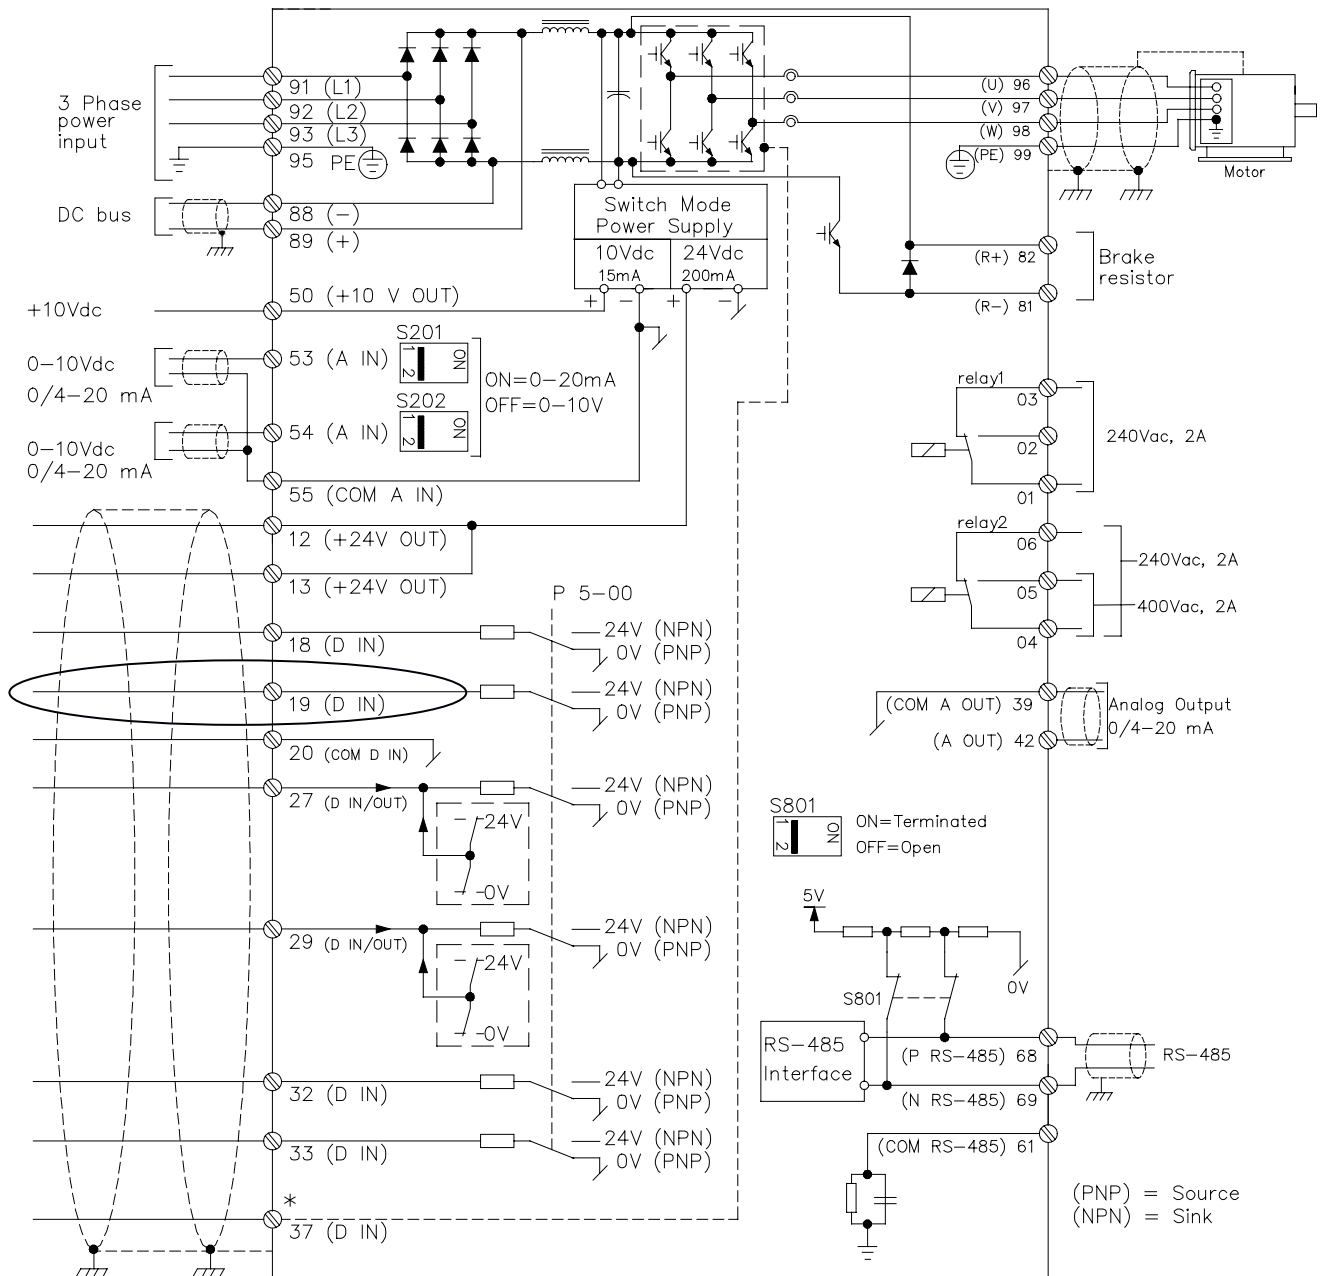 3 Phase
power
input
91 (L1)
92 (L2)
93 (L3)
95 PE
DC bus
88 (-)
89 (+)
Switch Mode
Power Supply
10Vdc
15mA
24Vdc
200mA
+ - + -
(U) 96
(V) 97
(W) 98
(PE) 99
Motor
(R+) 82
(R-) 81
Brake
resistor
+10Vdc
50 (+10 V OUT)
0-10Vdc
0/4-20 mA
53 (A IN)
S201
1 2
ON
0-10Vdc
0/4-20 mA
54 (A IN)
S202
1 2
ON
ON=0-20mA
OFF=0-10V
55 (COM A IN)
12 (+24V OUT)
13 (+24V OUT)
P 5-00
18 (D IN)
24V (NPN)
0V (PNP)
19 (D IN)
24V (NPN)
0V (PNP)
20 (COM D IN)
27 (D IN/OUT)
24V (NPN)
0V (PNP)
24V
0V
29 (D IN/OUT)
24V (NPN)
0V (PNP)
24V
0V
32 (D IN)
24V (NPN)
0V (PNP)
33 (D IN)
24V (NPN)
0V (PNP)
*
37 (D IN)
relay1
03
02
01
240Vac, 2A
relay2
06
05
04
240Vac, 2A
400Vac, 2A
(COM A OUT) 39
(A OUT) 42
Analog Output
0/4-20 mA
S801
1 2
ON
ON=Terminated
OFF=Open
5V
0V
S801
RS-485
Interface
(P RS-485) 68
(N RS-485) 69
RS-485
(COM RS-485) 61
(PNP) = Source
(NPN) = Sink